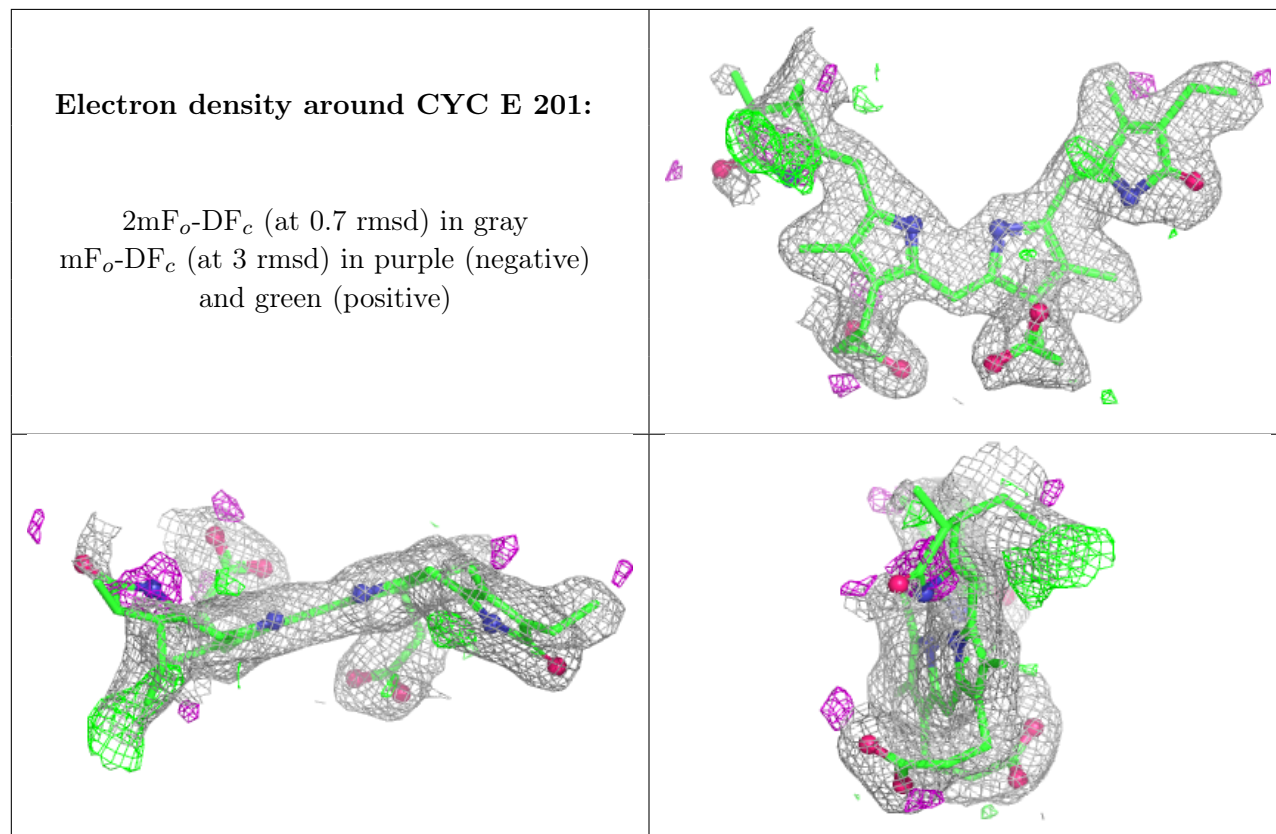 Electron density around CYC E 201:
2mFo-DFc (at 0.7 rmsd) in gray
mFo-DFc (at 3 rmsd) in purple (negative)
and green (positive)